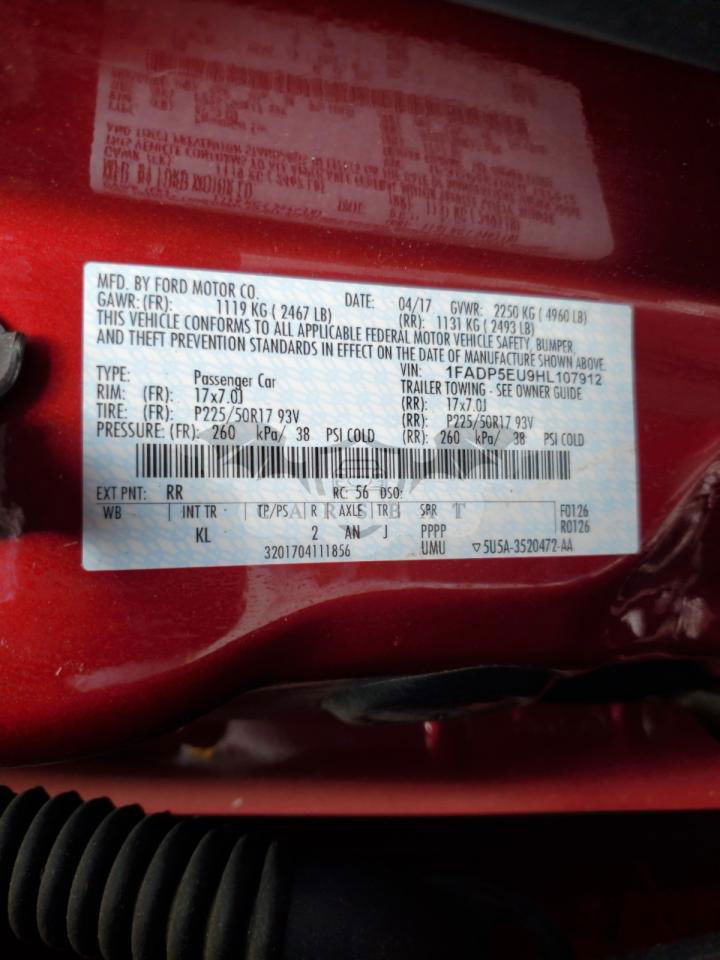 MFD. BY FORD MOTOR CO. DATE: 04/17 GVWR: 2250 KG ( 4960 LB)
GAWR: (FR): 1119 KG ( 2467 LB) (RR): 1131 KG ( 2493 LB)
THIS VEHICLE CONFORMS TO ALL APPLICABLE FEDERAL MOTOR VEHICLE SAFETY, BUMPER,
AND THEFT PREVENTION STANDARDS IN EFFECT ON THE DATE OF MANUFACTURE SHOWN ABOVE.
VIN: 1FADP5EU9HL107912
TYPE: Passenger Car TRAILER TOWING - SEE OWNER GUIDE
RIM: (FR): 17x7.0J (RR): 17x7.0J
TIRE: (FR): P225/50R17 93V (RR): P225/50R17 93V
PRESSURE: (FR): 260 kPa/ 38 PSI COLD (RR): 260 kPa/ 38 PSI COLD
EXT PNT: RR RC: 56 DSO:
WB INT TR TP/PS R AXLE TR SPR F0126
KL 2 AN J PPPP R0126
3201704111856 UMU ▽5U5A-3520472-AA